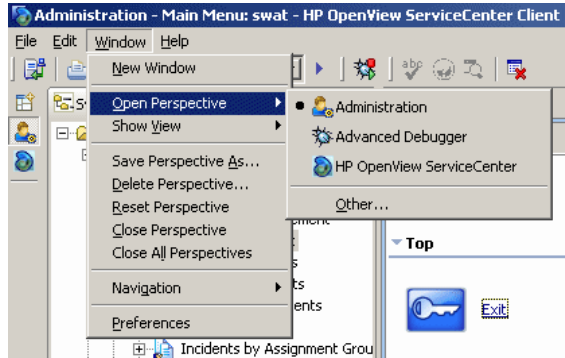 Administration - Main Menu: swat - HP OpenView ServiceCenter Client
File Edit Window Help
New Window
Open Perspective
Show View
Save Perspective As...
Delete Perspective...
Reset Perspective
Close Perspective
Close All Perspectives
Navigation
Preferences
Administration
Advanced Debugger
HP OpenView ServiceCenter
Other...
abc
Top
Exit
Incidents by Assignment Grou